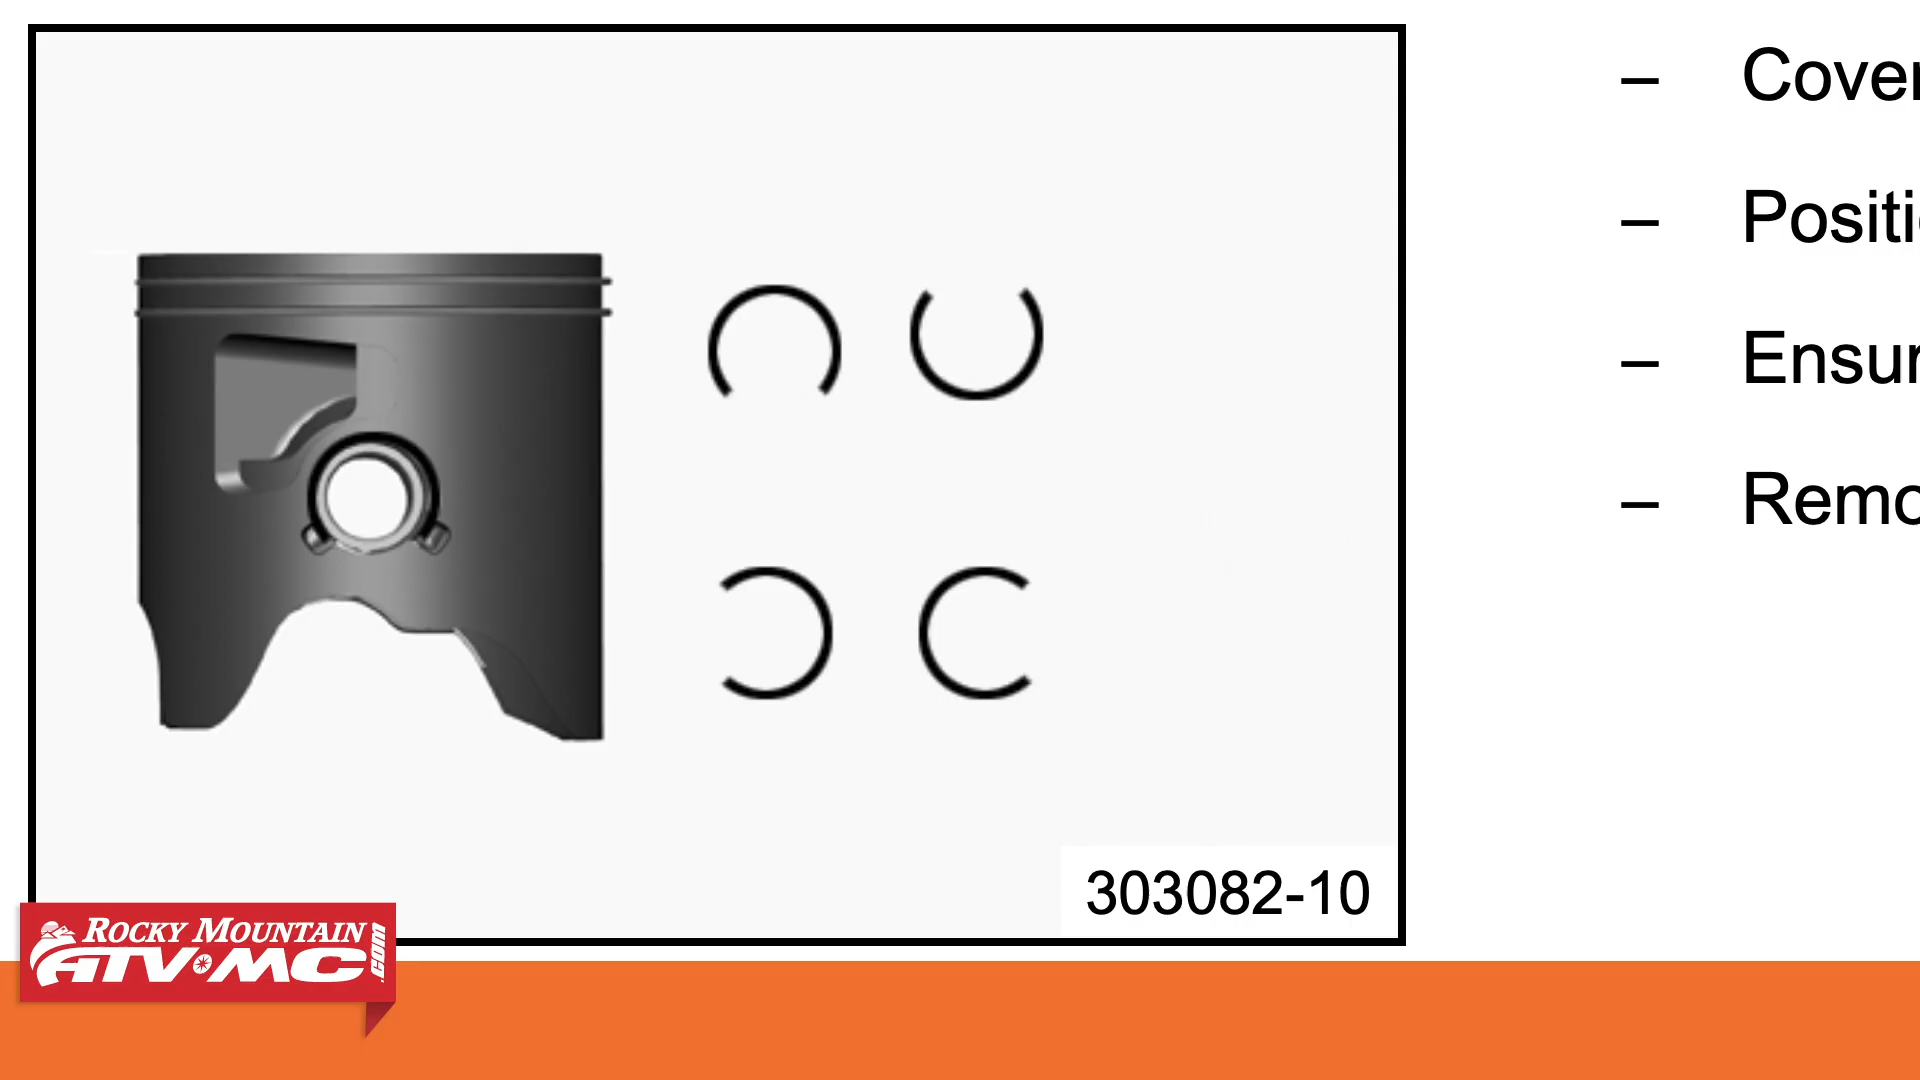 – Cover
– Positi
– Ensur
– Remo
303082-10
ROCKY MOUNTAIN
ATV MC .COM